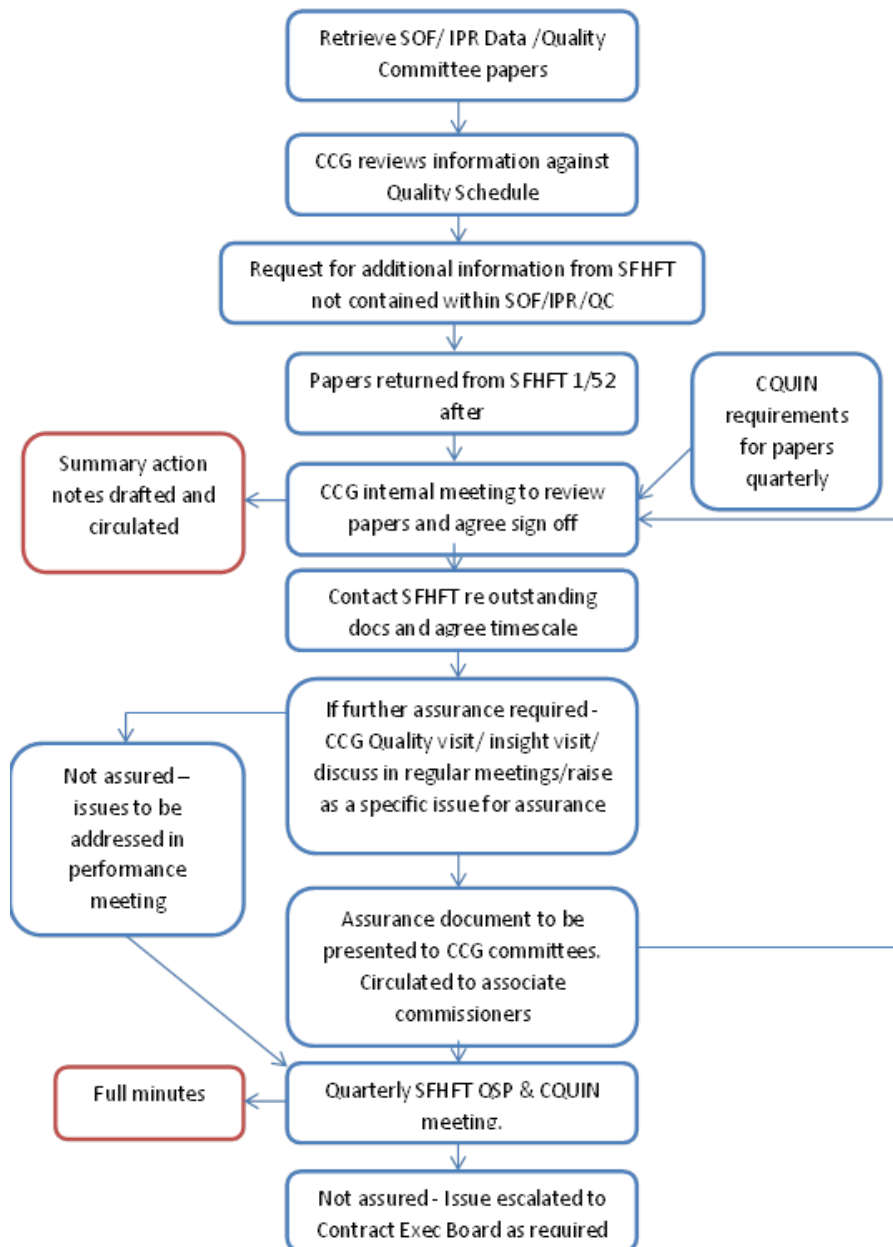 Retrieve SOF/ IPR Data /Quality
Committee papers
CCG reviews information against
Quality Schedule
Request for additional information from SFHFT
not contained within SOF/IPR/QC
Papers returned from SFHFT 1/52
after
CQUIN
requirements
for papers
quarterly
Summary action
notes drafted and
circulated
CCG internal meeting to review
papers and agree sign off
Contact SFHFT re outstanding
docs and agree timescale
If further assurance required -
CCG Quality visit/ insight visit/
discuss in regular meetings/raise
as a specific issue for assurance
Not assured –
issues to be
addressed in
performance
meeting
Assurance document to be
presented to CCG committees.
Circulated to associate
commissioners
Full minutes
Quarterly SFHFT QSP & CQUIN
meeting.
Not assured - Issue escalated to
Contract Exec Board as required